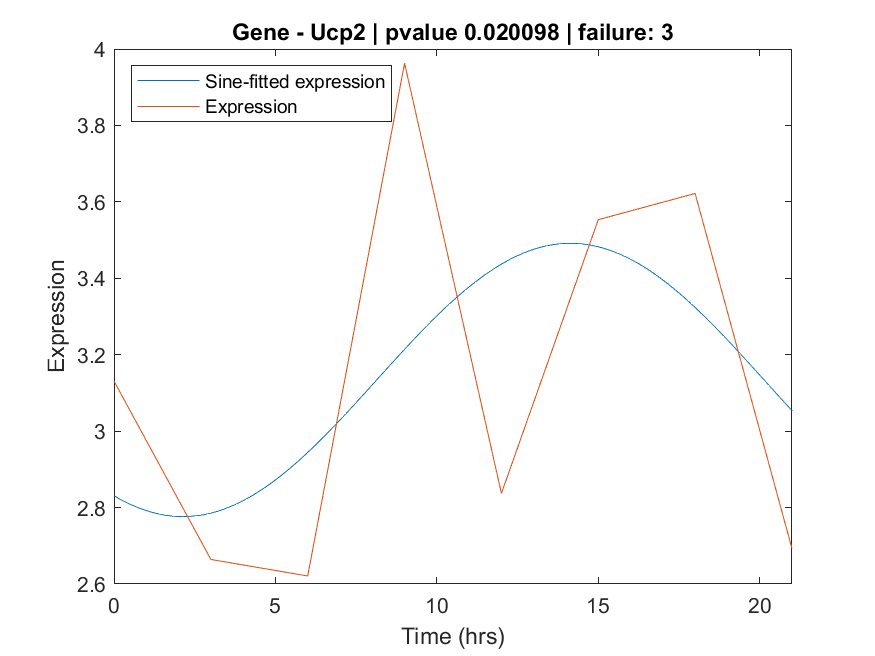 Gene - Ucp2 | pvalue 0.020098 | failure: 3
4
3.8
3.6
3.4
3.2
3
2.8
2.6
Expression
Sine-fitted expression
Expression
0 5 10 15 20
Time (hrs)